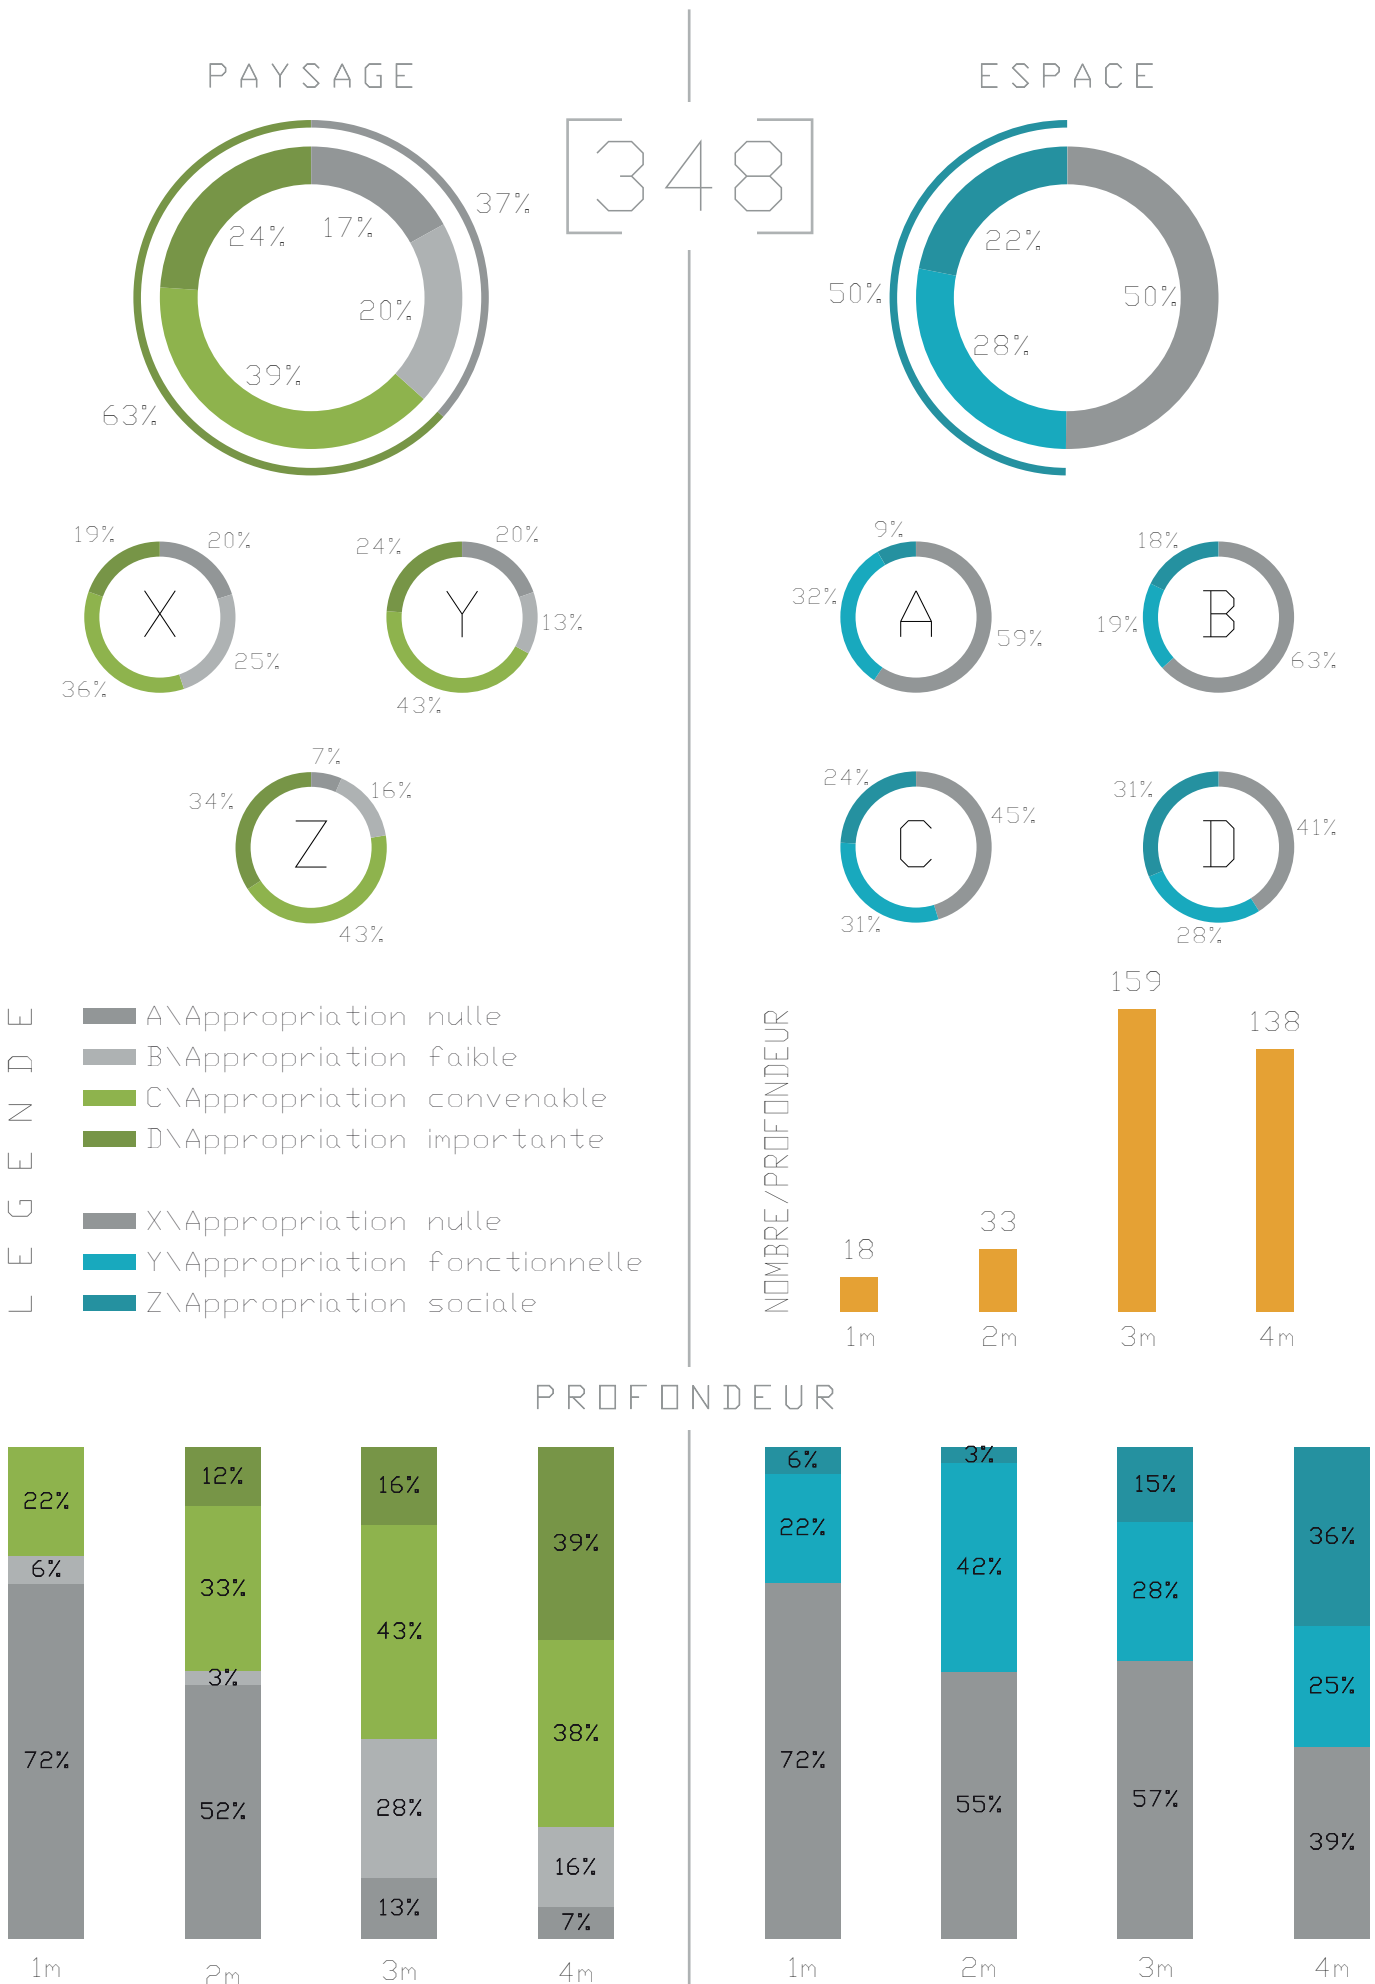 PAYSAGE
ESPACE
[348]
37%
17%
24%
20%
39%
63%
22%
50%
50%
28%
19%
20%
X
36%
25%
24%
20%
Y
13%
43%
7%
34%
16%
Z
43%
9%
32%
A
59%
18%
19%
B
63%
24%
45%
C
31%
31%
41%
D
28%
LEGENDE
A\Appropriation nulle
B\Appropriation faible
C\Appropriation convenable
D\Appropriation importante
X\Appropriation nulle
Y\Appropriation fonctionnelle
Z\Appropriation sociale
NOMBRE/PROFONDEUR
18
33
159
138
1m
2m
3m
4m
PROFONDEUR
22%
6%
72%
1m
12%
33%
3%
52%
2m
16%
43%
28%
13%
3m
39%
38%
16%
7%
4m
6%
22%
72%
1m
3%
42%
55%
2m
15%
28%
57%
3m
36%
25%
39%
4m